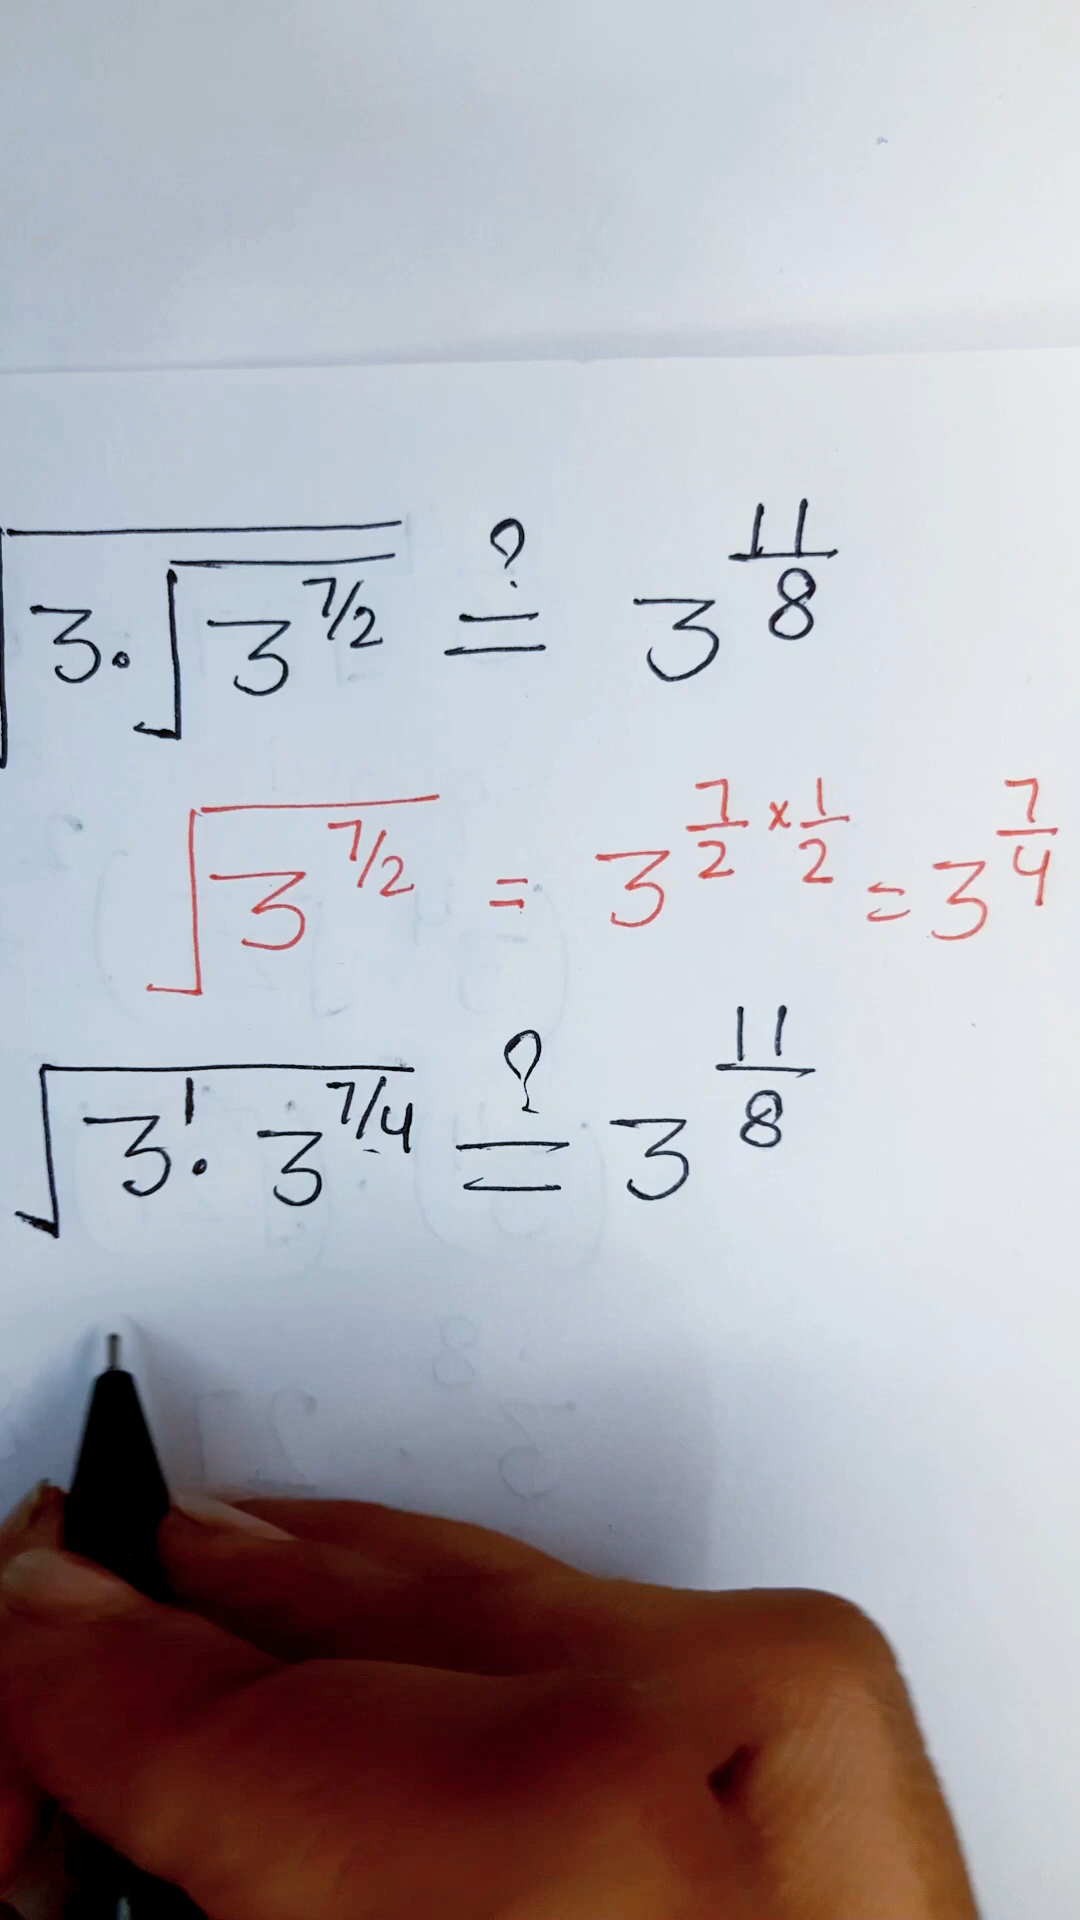 √(3·√(3^(7/2))) ≟ 3^(11/8)
√(3^(7/2)) = 3^(7/2 × 1/2) = 3^(7/4)
√(3^1 · 3^(7/4)) ≟ 3^(11/8)